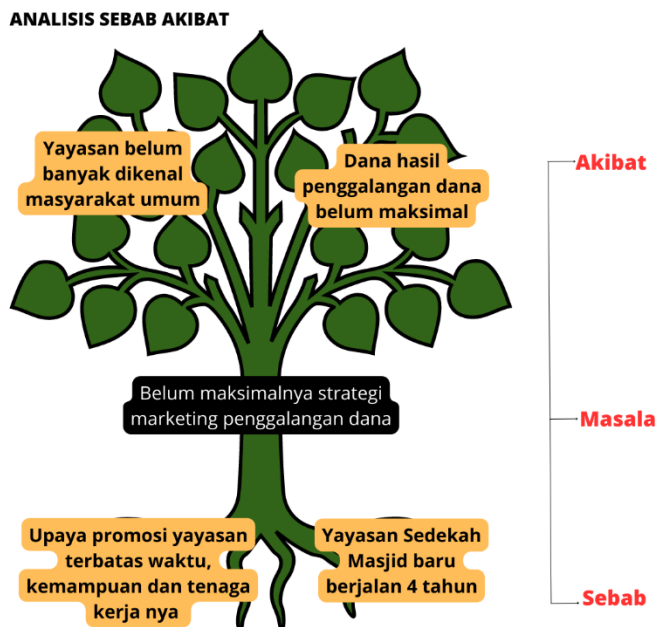 ANALISIS SEBAB AKIBAT
Yayasan belum
banyak dikenal
masyarakat umum
Dana hasil
penggalangan dana
belum maksimal
Akibat
Belum maksimalnya strategi
marketing penggalangan dana
Masala
Upaya promosi yayasan
terbatas waktu,
kemampuan dan tenaga
kerja nya
Yayasan Sedekah
Masjid baru
berjalan 4 tahun
Sebab